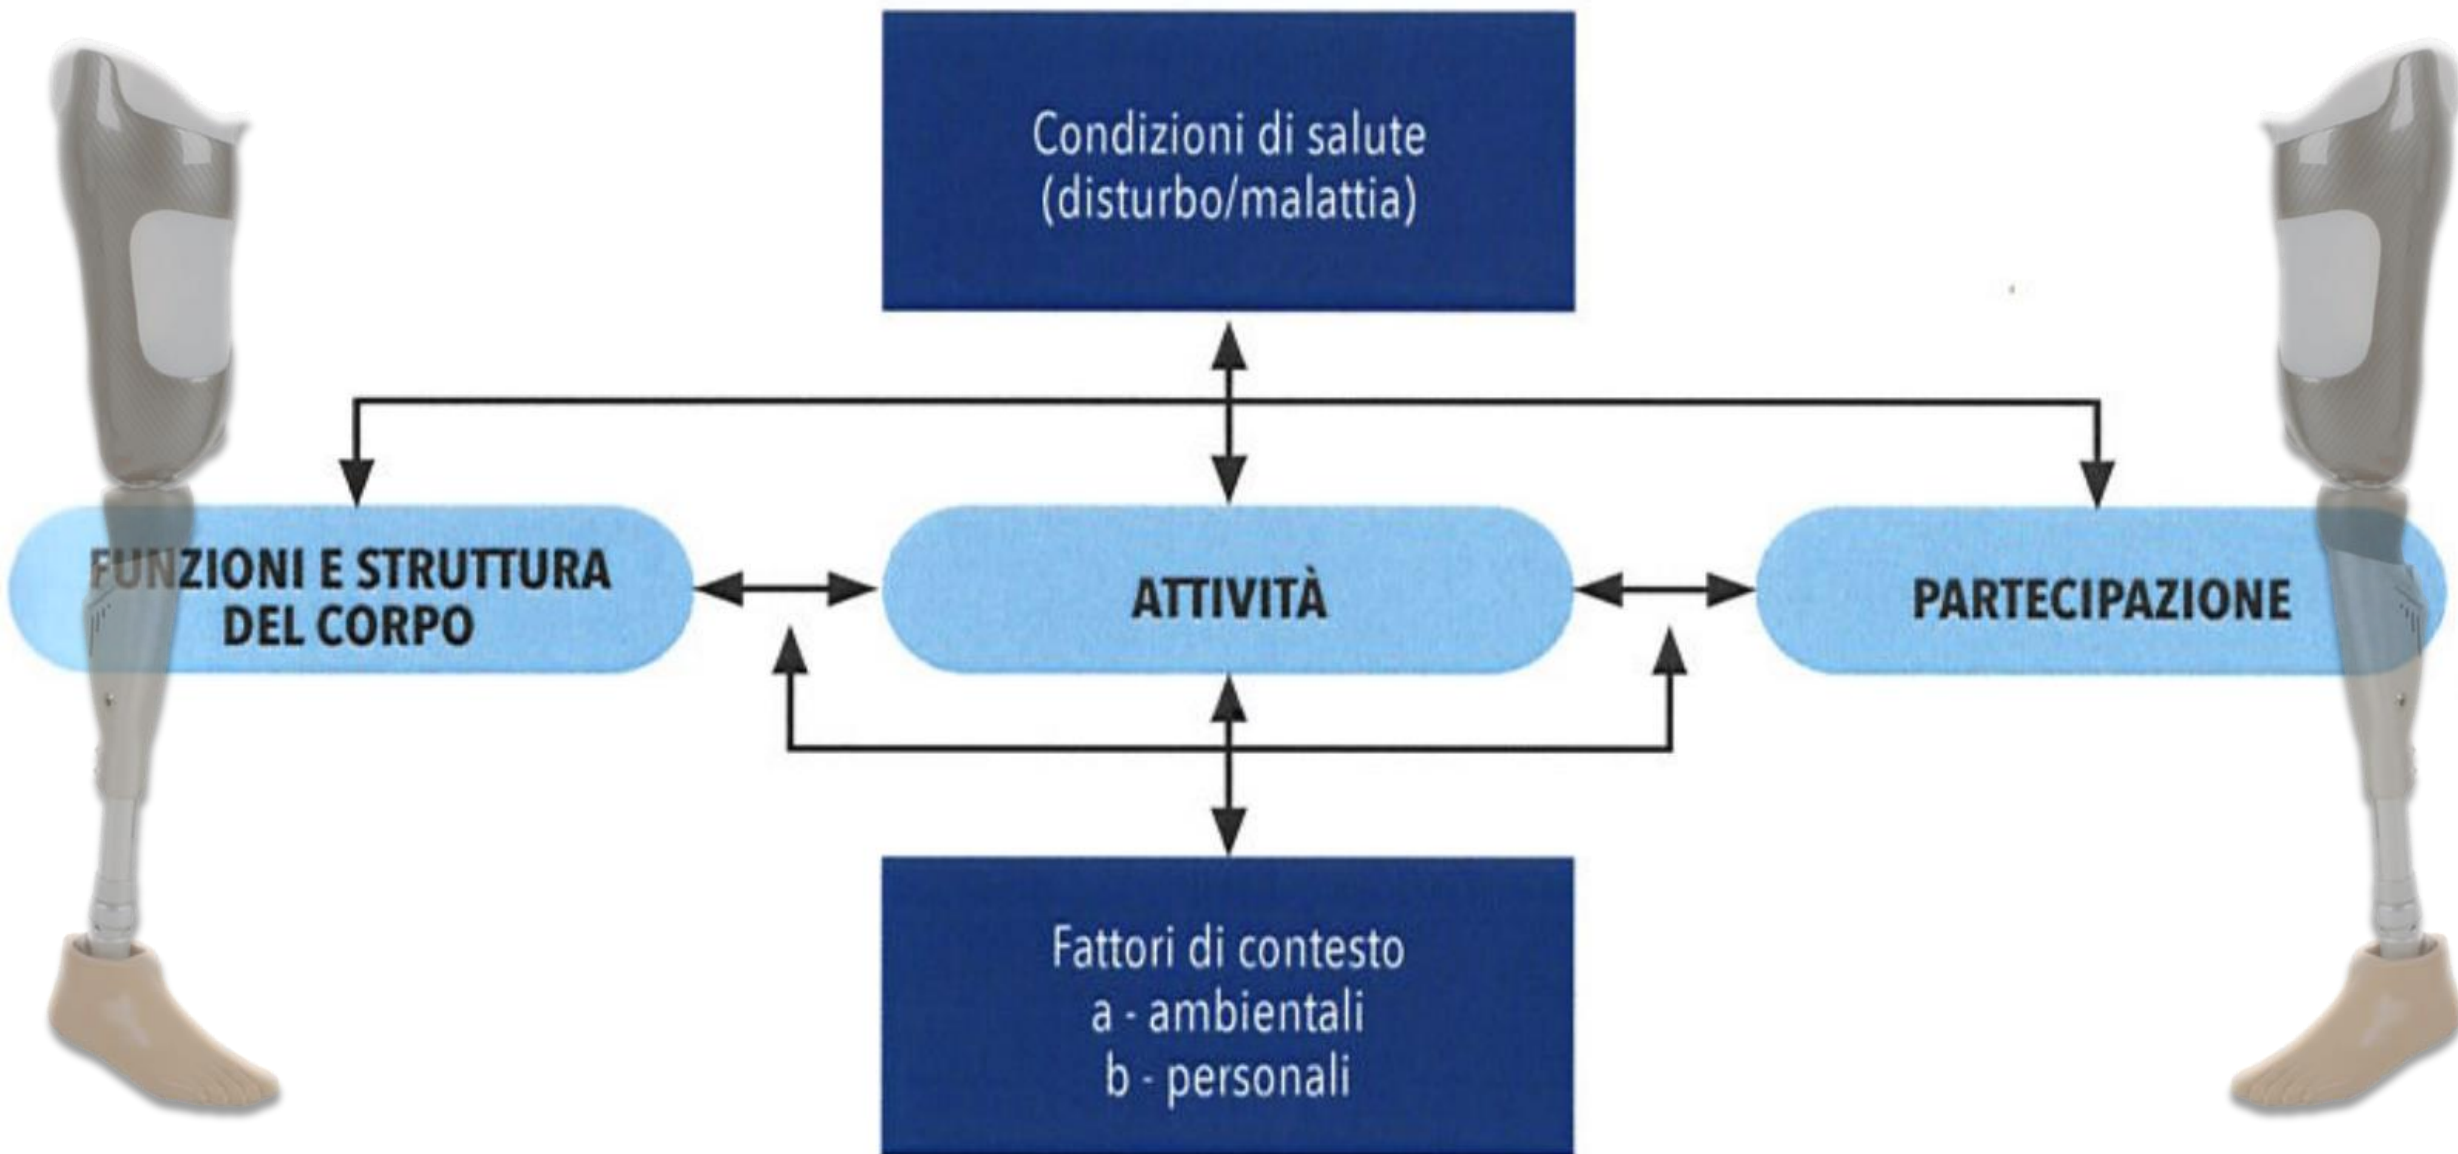 Condizioni di salute
(disturbo/malattia)
FUNZIONI E STRUTTURA
DEL CORPO
ATTIVITÀ
PARTECIPAZIONE
Fattori di contesto
a - ambientali
b - personali